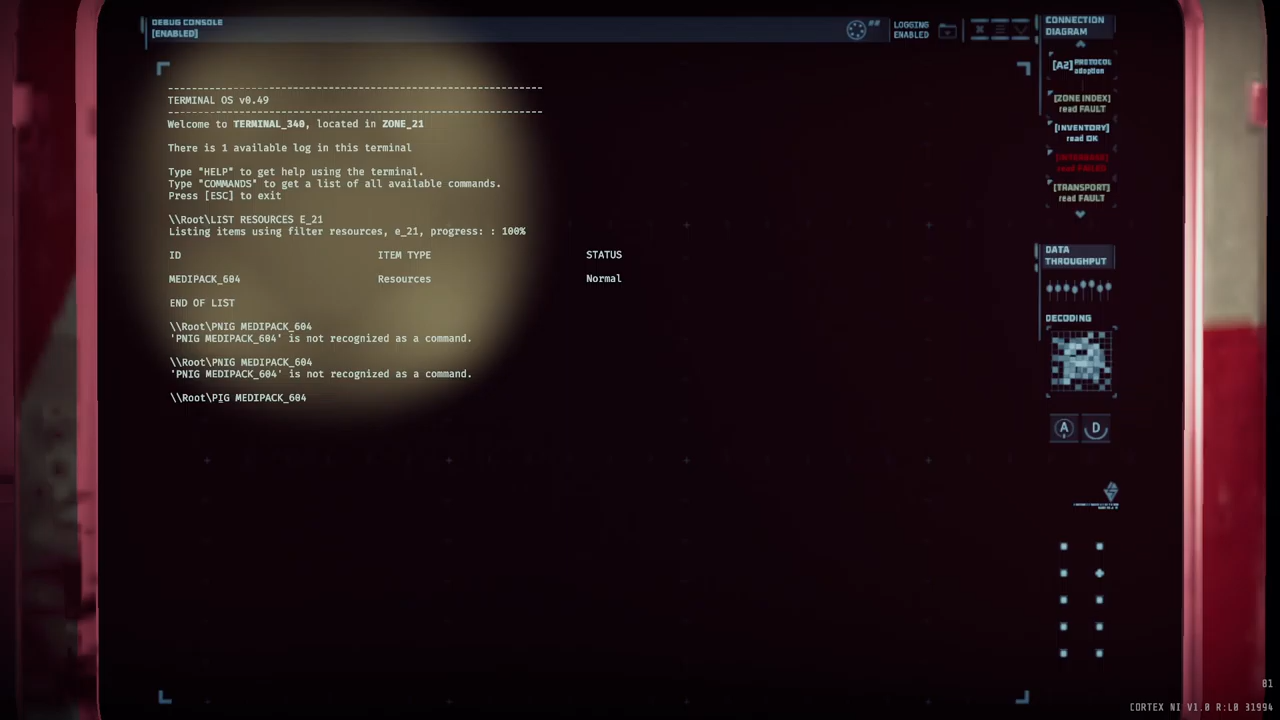 DEBUG CONSOLE
[ENABLED]
LOGGING
ENABLED
CONNECTION
DIAGRAM
[A2] PROTOCOL
adoption
[ZONE INDEX]
read FAULT
[INVENTORY]
read OK
read FAILED
[TRANSPORT]
read FAULT
DATA
THROUGHPUT
DECODING
A D
--------------------------------------------------------------
TERMINAL OS v0.49
--------------------------------------------------------------
Welcome to TERMINAL_340, located in ZONE_21
There is 1 available log in this terminal
Type "HELP" to get help using the terminal.
Type "COMMANDS" to get a list of all available commands.
Press [ESC] to exit
\\Root\LIST RESOURCES E_21
Listing items using filter resources, e_21, progress: : 100%
ID ITEM TYPE STATUS
MEDIPACK_604 Resources Normal
END OF LIST
\\Root\PNIG MEDIPACK_604
'PNIG MEDIPACK_604' is not recognized as a command.
\\Root\PNIG MEDIPACK_604
'PNIG MEDIPACK_604' is not recognized as a command.
\\Root\PIG MEDIPACK_604
81
CORTEX NI V1.0 R:L0 31994